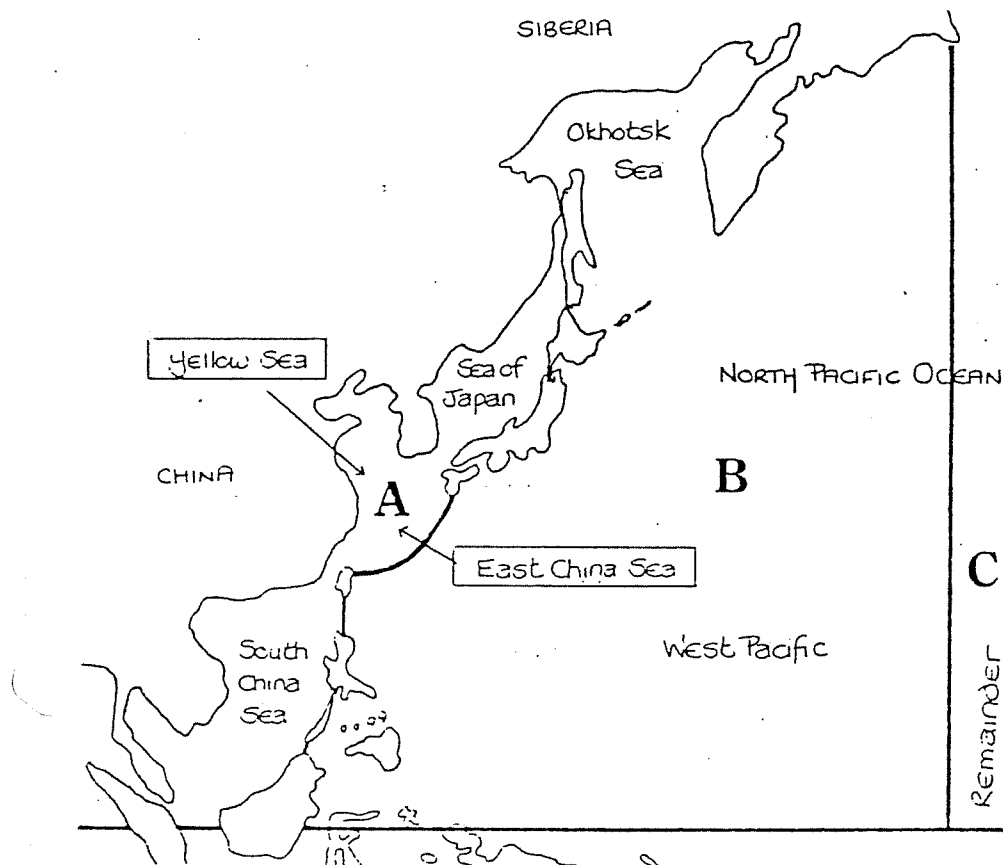 SIBERIA
Okhotsk
Sea
Yellow Sea
Sea of
Japan
NORTH PACIFIC OCEAN
CHINA
A
B
East China Sea
C
South
China
Sea
West Pacific
Remainder